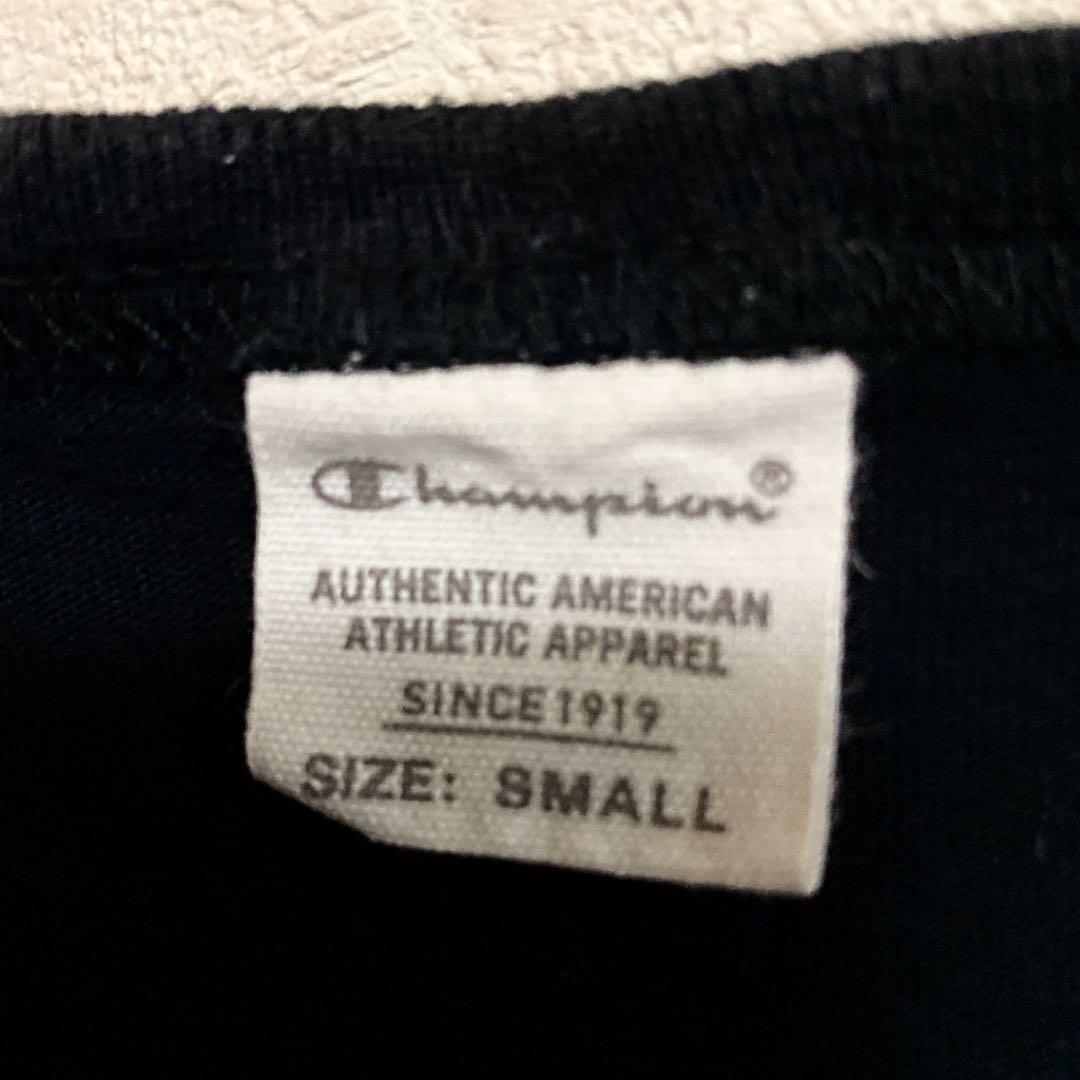 Champion®
AUTHENTIC AMERICAN
ATHLETIC APPAREL
SINCE 1919
SIZE: SMALL